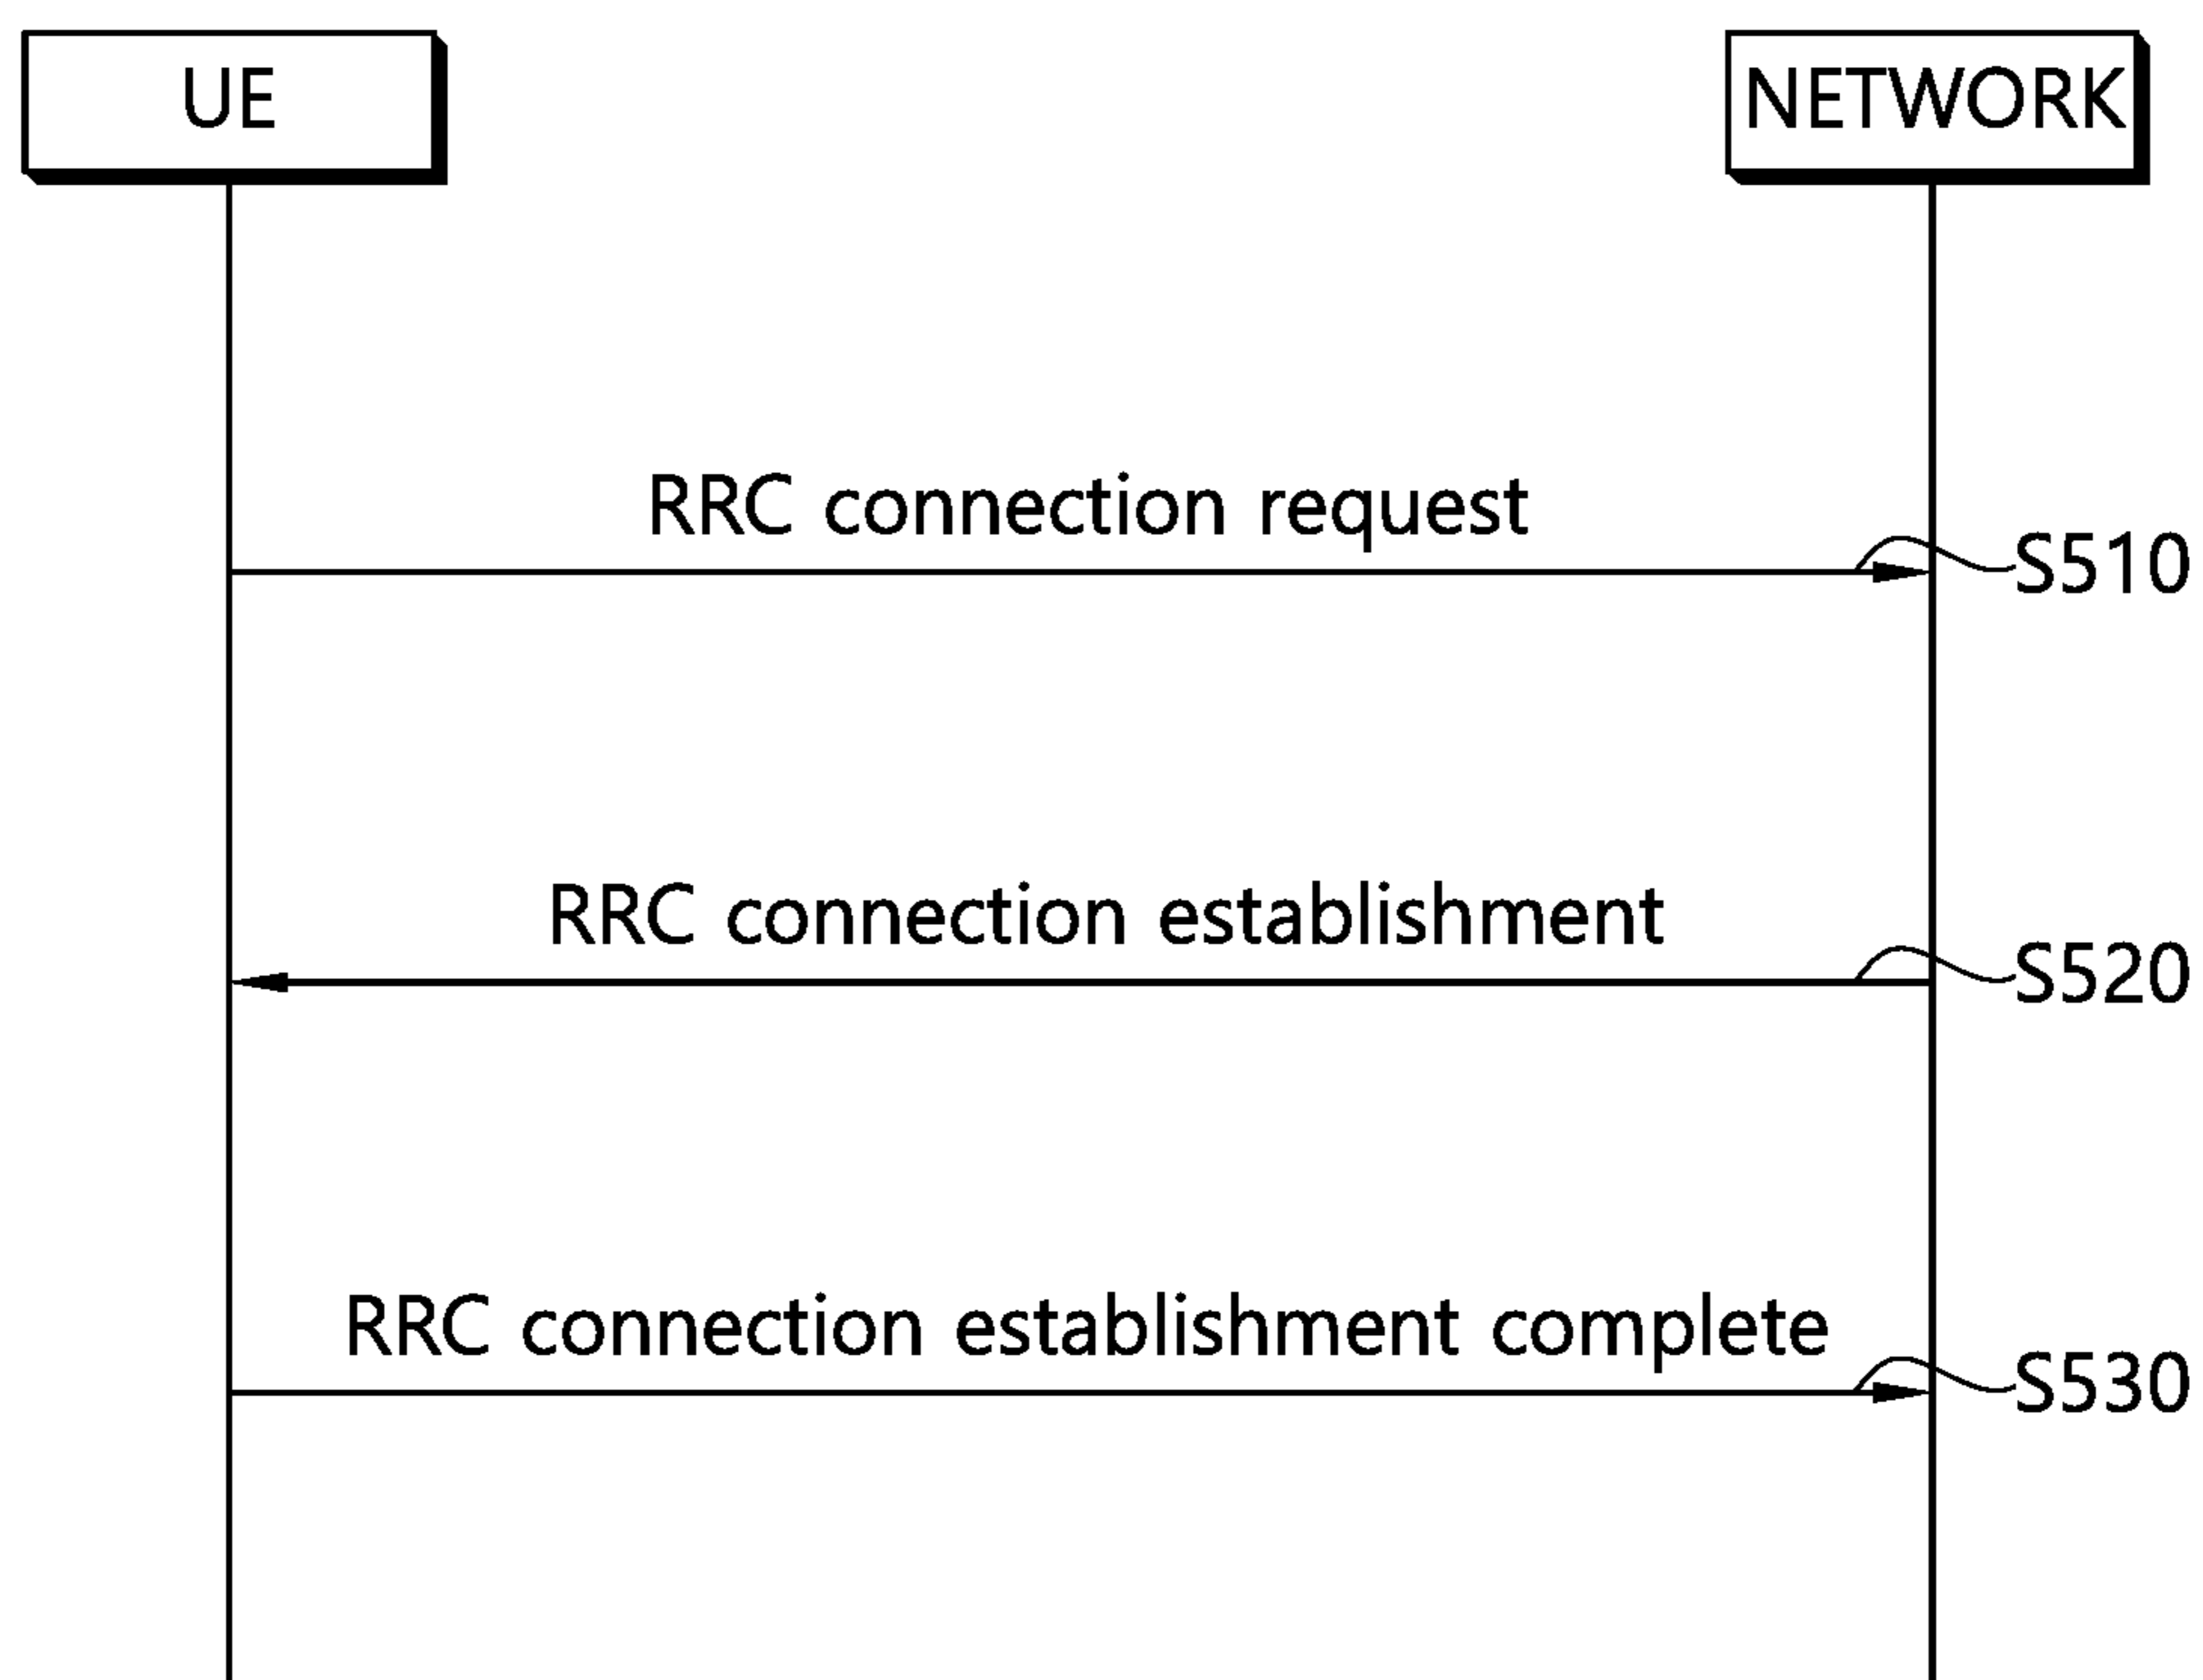 UE
NETWORK
RRC connection request
S510
RRC connection establishment
S520
RRC connection establishment complete
S530